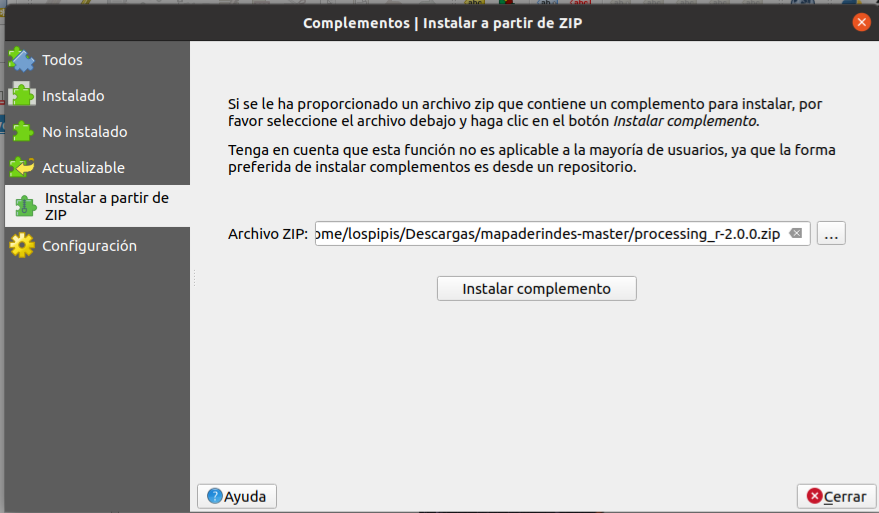 Complementos | Instalar a partir de ZIP
Todos
Instalado
No instalado
Actualizable
Instalar a partir de
ZIP
Configuración
Si se le ha proporcionado un archivo zip que contiene un complemento para instalar, por
favor seleccione el archivo debajo y haga clic en el botón Instalar complemento.
Tenga en cuenta que esta función no es aplicable a la mayoría de usuarios, ya que la forma
preferida de instalar complementos es desde un repositorio.
Archivo ZIP: ome/lospipis/Descargas/mapaderindes-master/processing_r-2.0.0.zip ...
Instalar complemento
Ayuda
Cerrar